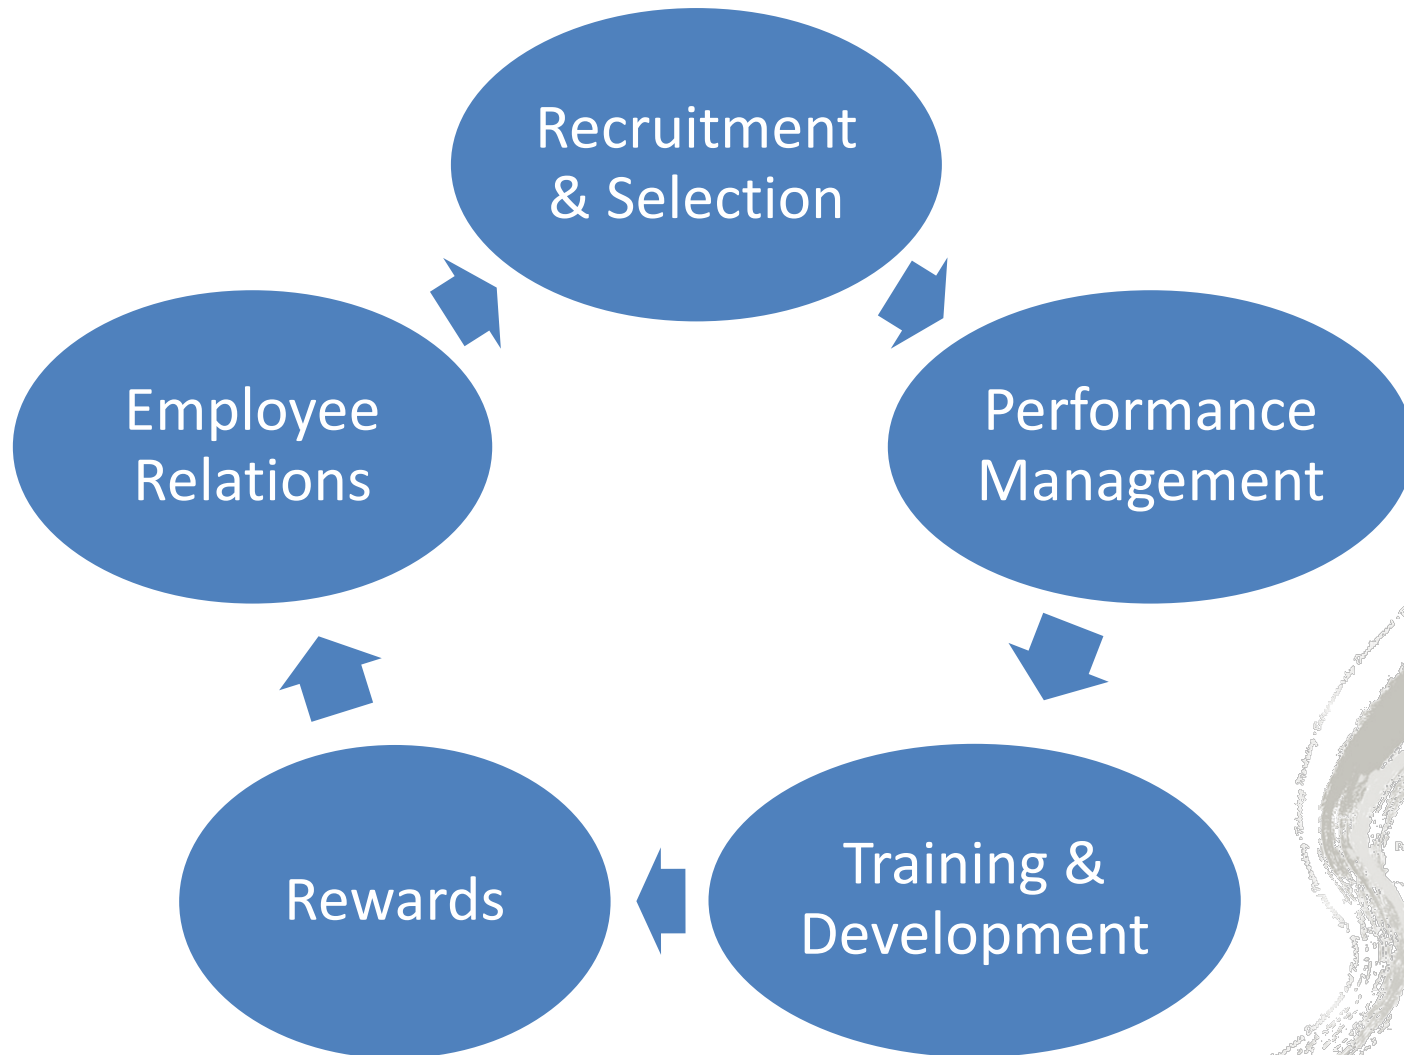 Recruitment
& Selection
Performance
Management
Training &
Development
Rewards
Employee
Relations